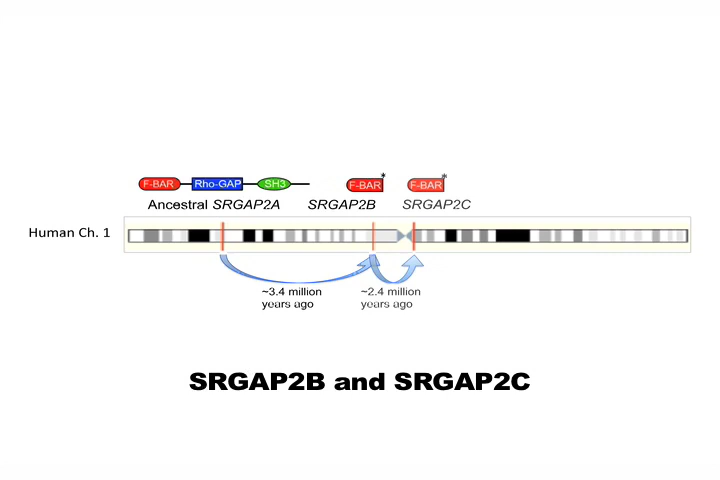 F-BAR Rho-GAP SH3 F-BAR * F-BAR *
Ancestral SRGAP2A SRGAP2B SRGAP2C
Human Ch. 1
~3.4 million
years ago
~2.4 million
years ago
SRGAP2B and SRGAP2C